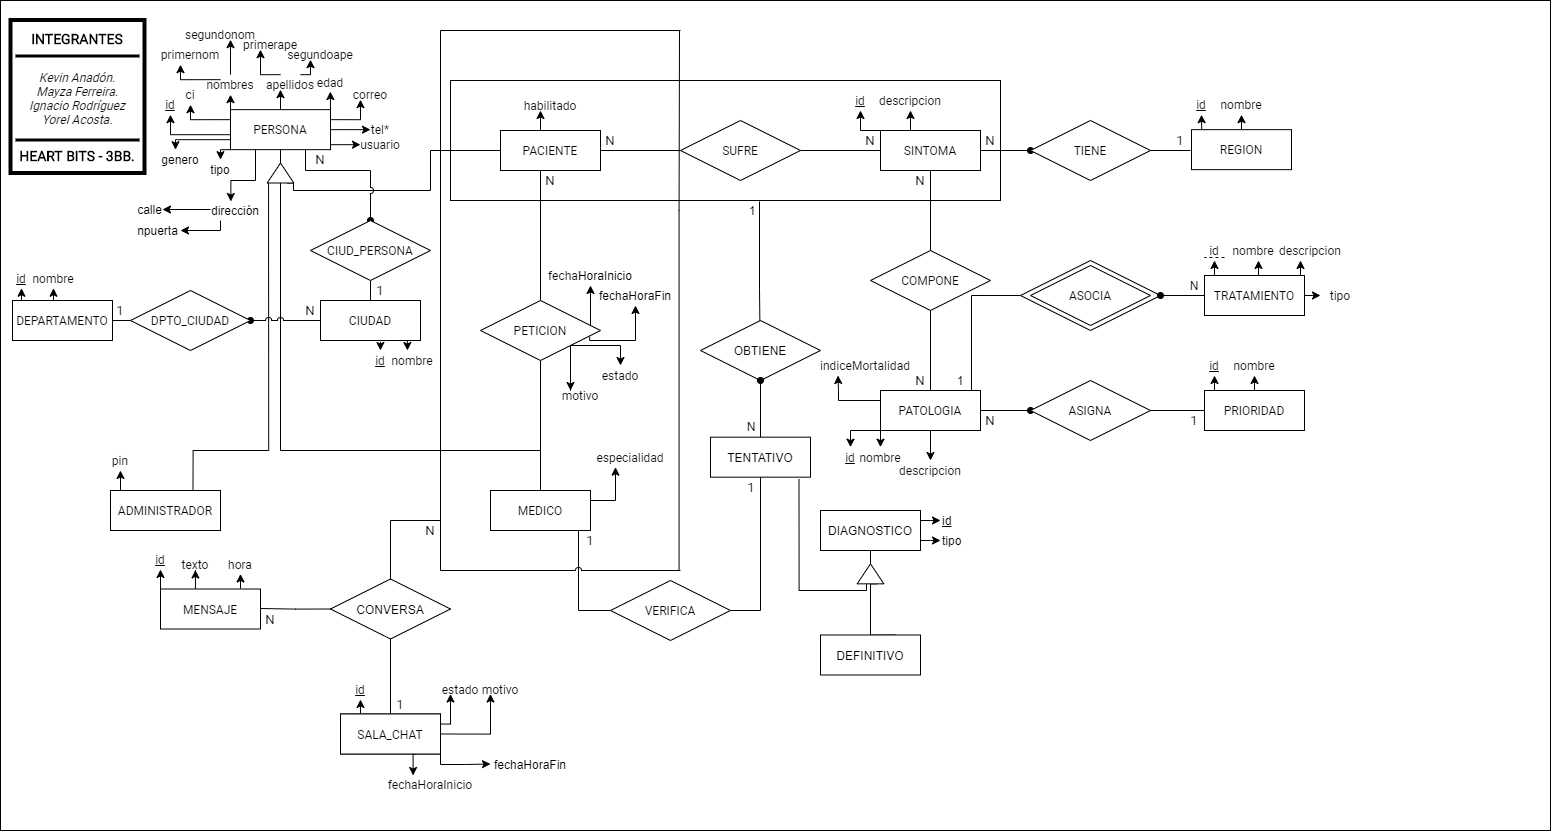 INTEGRANTES
Kevin Anadón.
Mayza Ferreira.
Ignacio Rodríguez
Yorel Acosta.
HEART BITS - 3BB.
segundonom
primerape
primernom
segundoape
nombres
apellidos
edad
ci
correo
id
PERSONA
tel*
usuario
genero
tipo
N
calle
dirección
npuerta
CIUD_PERSONA
1
id
nombre
DEPARTAMENTO
1
DPTO_CIUDAD
N
CIUDAD
id
nombre
habilitado
PACIENTE
N
SUFRE
N
id
descripcion
SINTOMA
N
TIENE
1
id
nombre
REGION
N
N
1
fechaHoraInicio
fechaHoraFin
PETICION
estado
motivo
COMPONE
ASOCIA
N
id
nombre
descripcion
TRATAMIENTO
tipo
OBTIENE
indiceMortalidad
N
1
PATOLOGIA
N
ASIGNA
1
id
nombre
PRIORIDAD
id
nombre
descripcion
N
TENTATIVO
1
pin
ADMINISTRADOR
especialidad
MEDICO
1
N
DIAGNOSTICO
id
tipo
id
texto
hora
MENSAJE
N
CONVERSA
VERIFICA
DEFINITIVO
1
id
estado
motivo
SALA_CHAT
fechaHoraFin
fechaHoraInicio